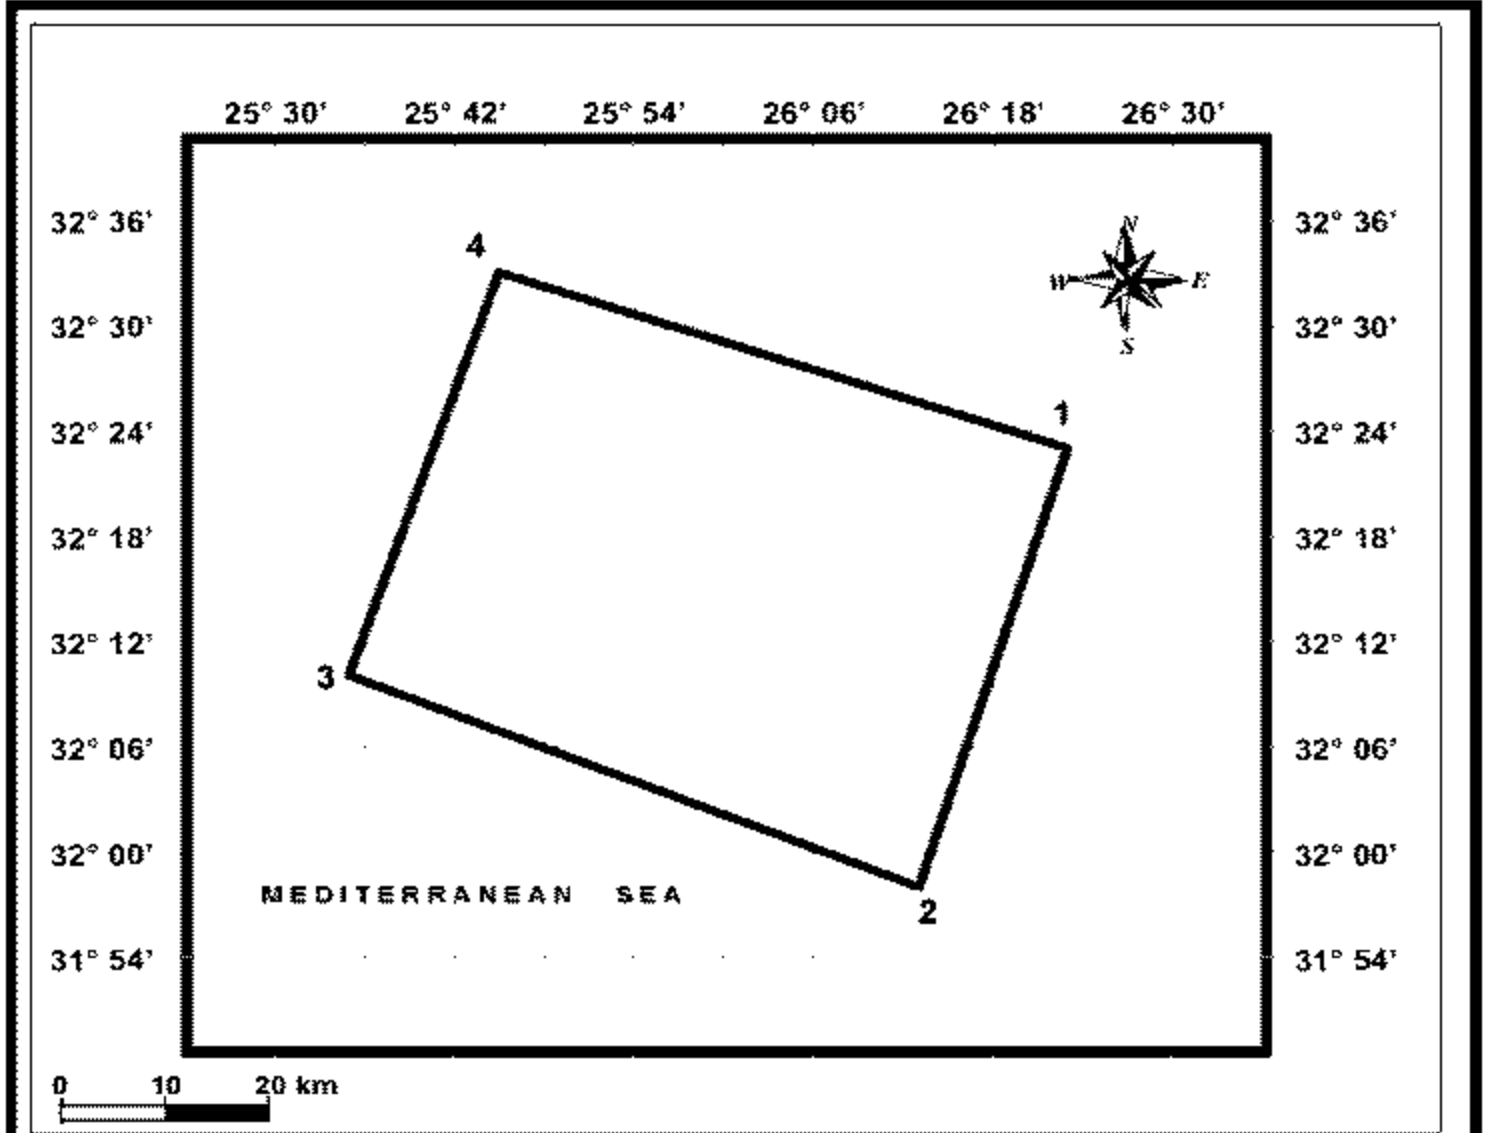 25° 30' 25° 42' 25° 54' 26° 06' 26° 18' 26° 30'
32° 36' 32° 36'
N
4
W E
32° 30' 32° 30'
S
1
32° 24' 32° 24'
32° 18' 32° 18'
32° 12' 32° 12'
3
32° 06' 32° 06'
32° 00' 32° 00'
MEDITERRANEAN SEA
2
31° 54' 31° 54'
0 10 20 km